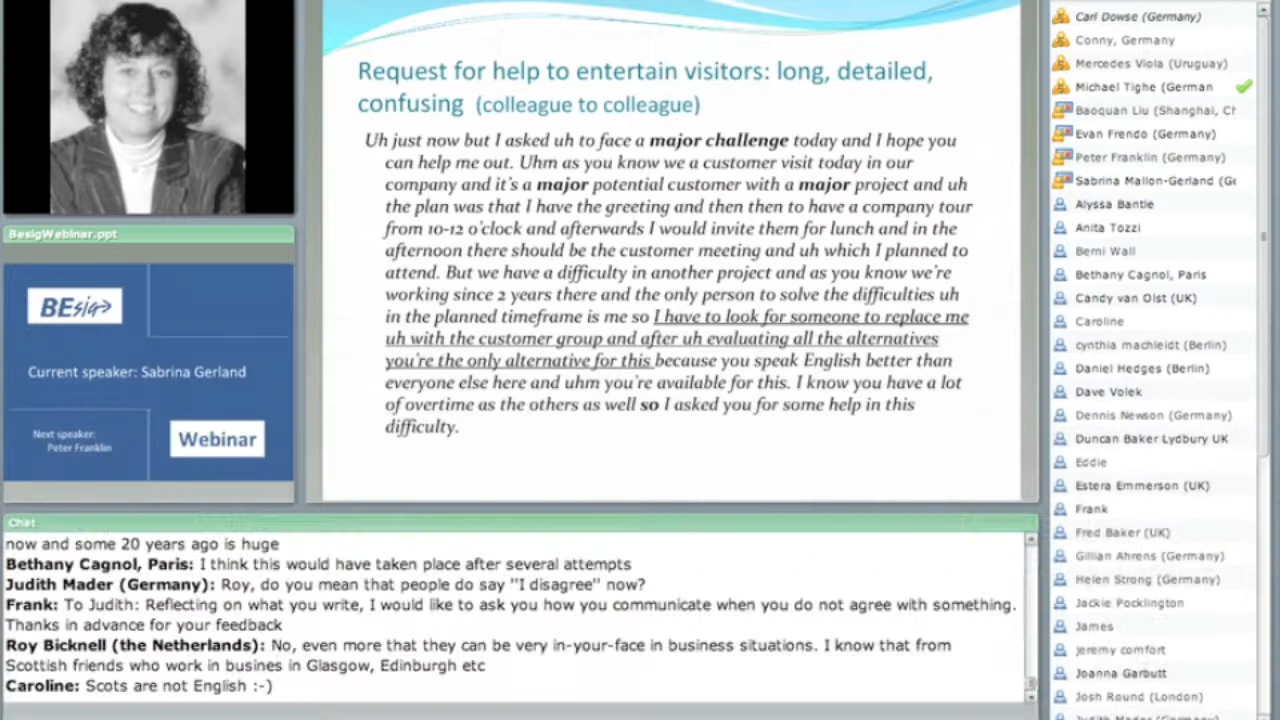 BesigWebinar.ppt
BEsig
Current speaker: Sabrina Gerland
Next speaker:
Peter Franklin
Webinar
Request for help to entertain visitors: long, detailed,
confusing (colleague to colleague)
Uh just now but I asked uh to face a major challenge today and I hope you
can help me out. Uhm as you know we a customer visit today in our
company and it's a major potential customer with a major project and uh
the plan was that I have the greeting and then then to have a company tour
from 10-12 o'clock and afterwards I would invite them for lunch and in the
afternoon there should be the customer meeting and uh which I planned to
attend. But we have a difficulty in another project and as you know we're
working since 2 years there and the only person to solve the difficulties uh
in the planned timeframe is me so I have to look for someone to replace me
uh with the customer group and after uh evaluating all the alternatives
you're the only alternative for this because you speak English better than
everyone else here and uhm you're available for this. I know you have a lot
of overtime as the others as well so I asked you for some help in this
difficulty.
Chat
now and some 20 years ago is huge
Bethany Cagnol, Paris: I think this would have taken place after several attempts
Judith Mader (Germany): Roy, do you mean that people do say "I disagree" now?
Frank: To Judith: Reflecting on what you write, I would like to ask you how you communicate when you do not agree with something.
Thanks in advance for your feedback
Roy Bicknell (the Netherlands): No, even more that they can be very in-your-face in business situations. I know that from
Scottish friends who work in busines in Glasgow, Edinburgh etc
Caroline: Scots are not English :-)
Carl Dowse (Germany)
Conny, Germany
Mercedes Viola (Uruguay)
Michael Tighe (German
Baoquan Liu (Shanghai, Ch
Evan Frendo (Germany)
Peter Franklin (Germany)
Sabrina Mallon-Gerland (Ge
Alyssa Bantle
Anita Tozzi
Berni Wall
Bethany Cagnol, Paris
Candy van Olst (UK)
Caroline
cynthia machleidt (Berlin)
Daniel Hedges (Berlin)
Dave Volek
Dennis Newson (Germany)
Duncan Baker Lydbury UK
Eddie
Estera Emmerson (UK)
Frank
Fred Baker (UK)
Gillian Ahrens (Germany)
Helen Strong (Germany)
Jackie Pocklington
James
jeremy comfort
Joanna Garbutt
Josh Round (London)
Judith Mader (Germany)